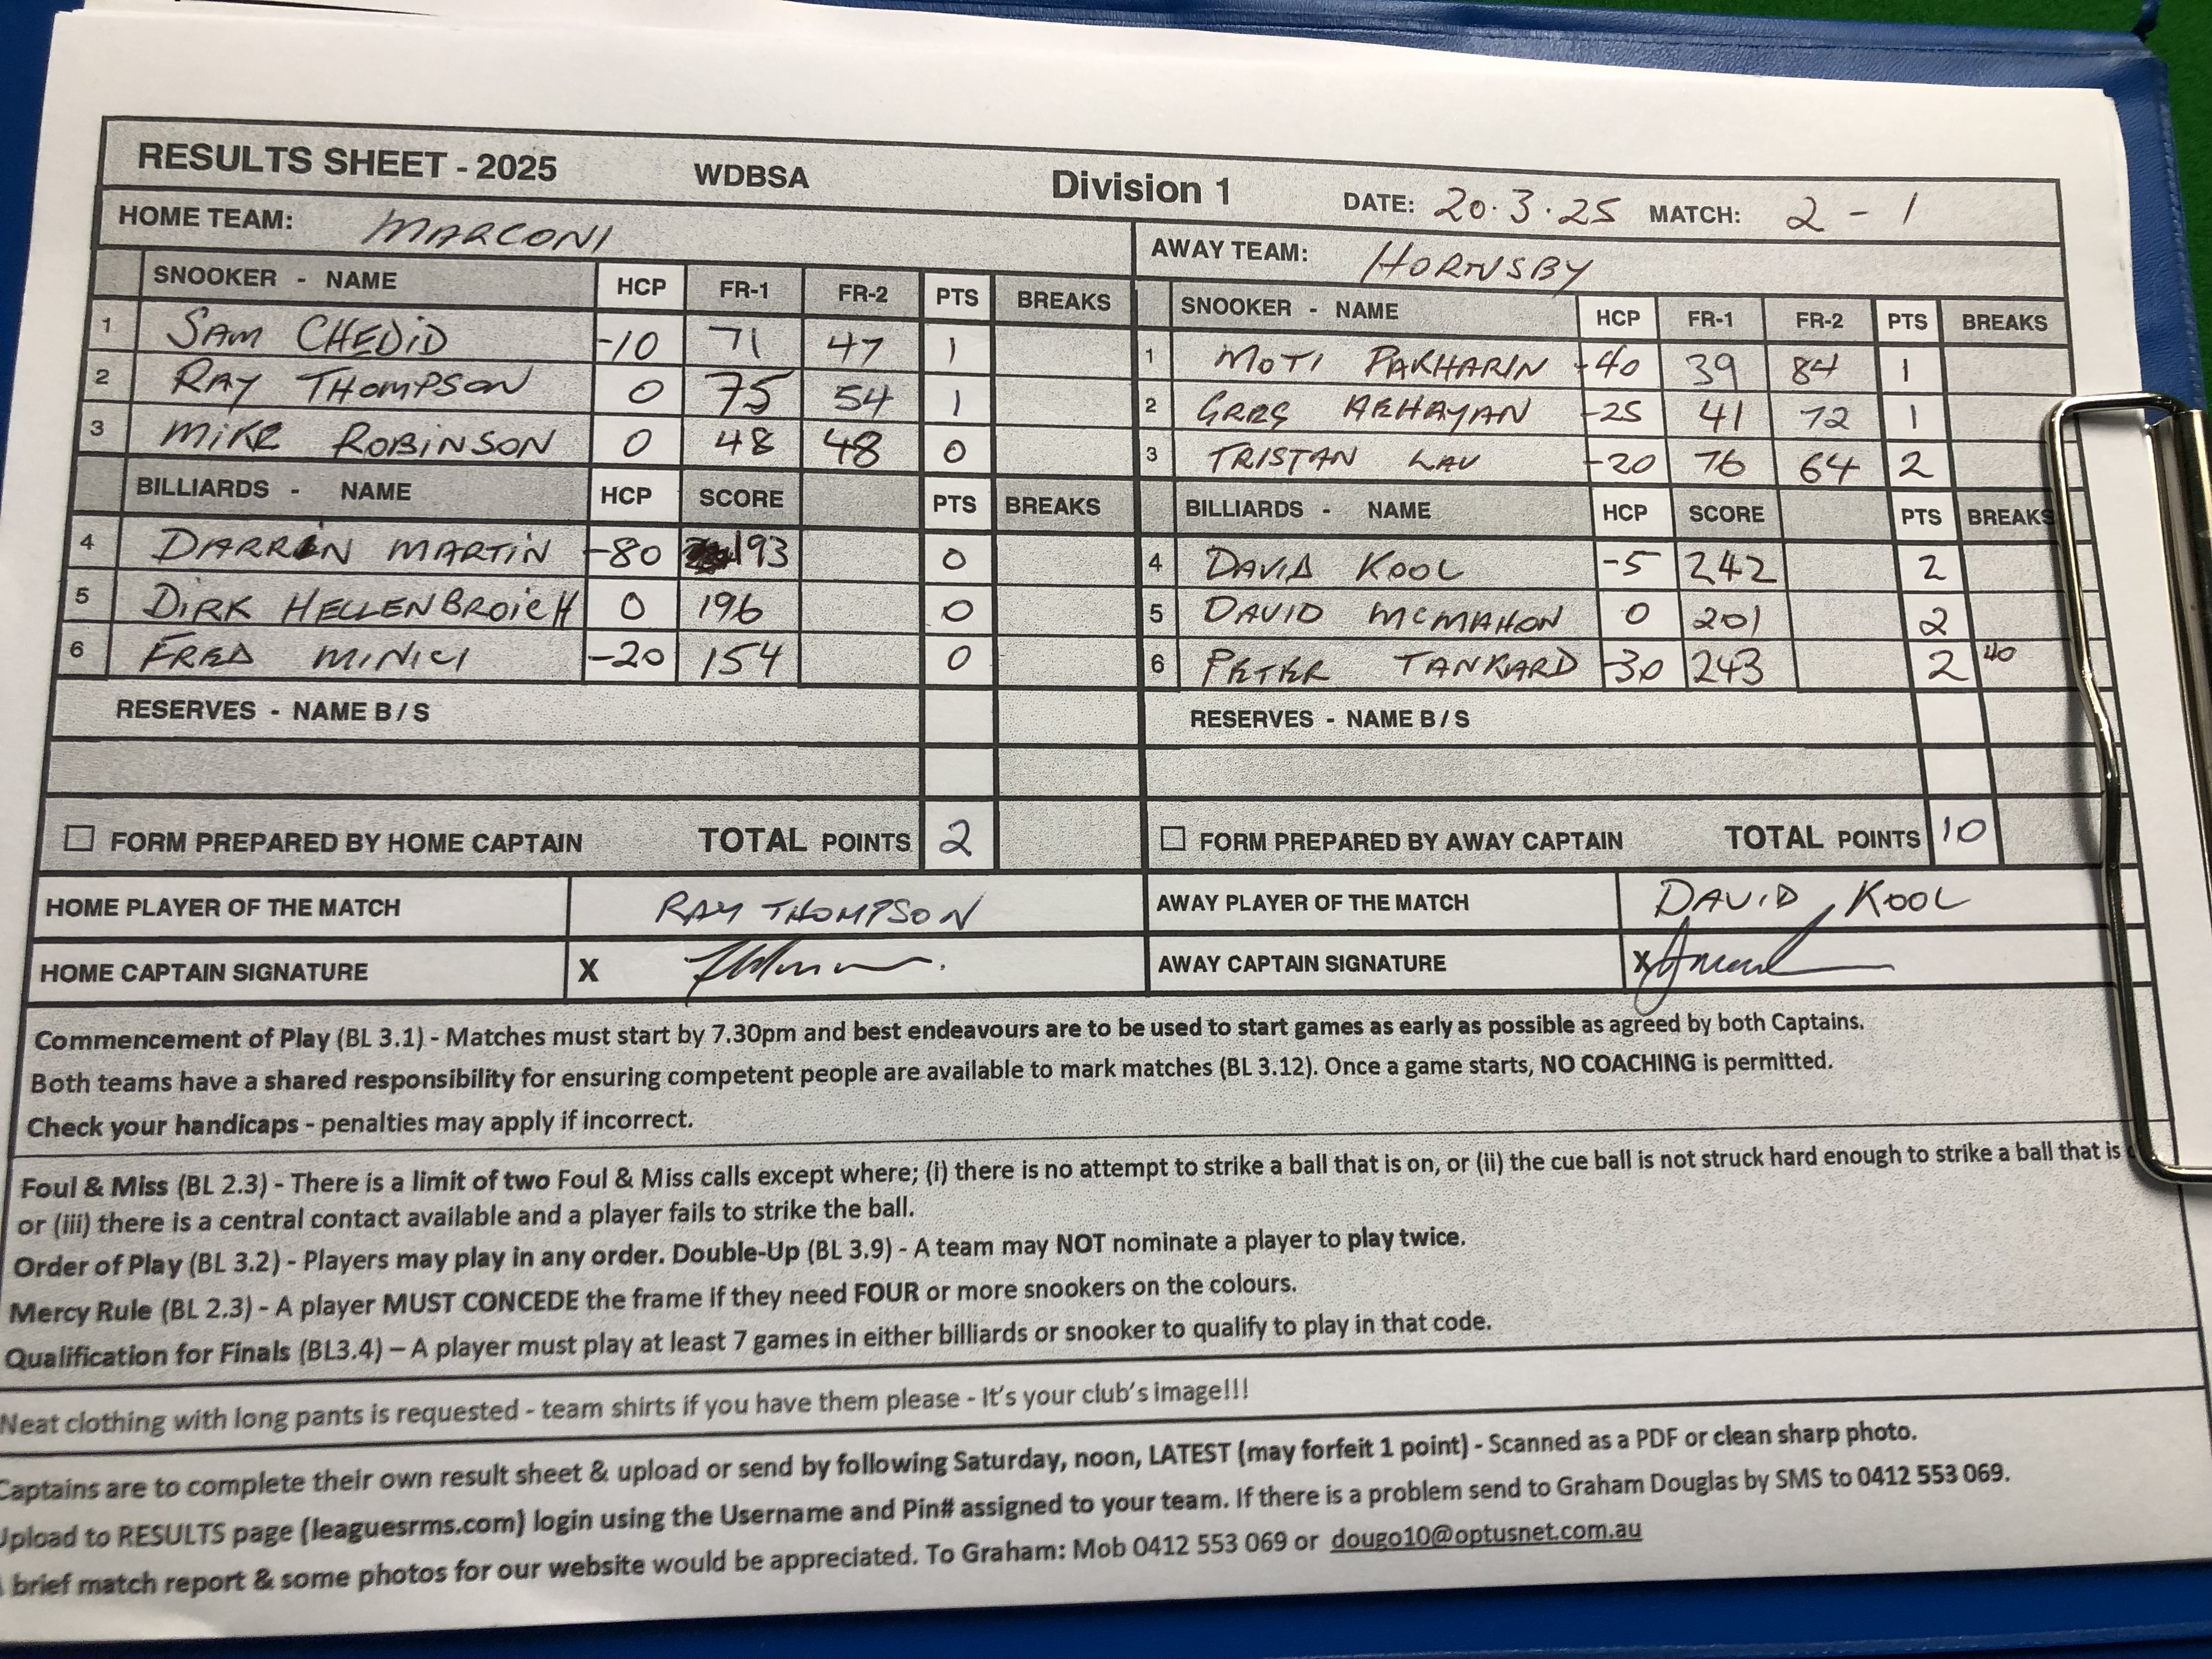 RESULTS SHEET - 2025 WDBSA Division 1 DATE: 20.3.25 MATCH: 2 - 1
HOME TEAM: MARCONI
AWAY TEAM: HORNSBY
SNOOKER - NAME HCP FR-1 FR-2 PTS BREAKS
1 SAM CHEDID -10 71 47 1
2 RAY THOMPSON 0 75 54 1
3 MIKE ROBINSON 0 48 48 0
BILLIARDS - NAME HCP SCORE PTS BREAKS
4 DARREN MARTIN -80 193 0
5 DIRK HELLENBROICH 0 196 0
6 FRED MINICI -20 154 0
RESERVES - NAME B / S
FORM PREPARED BY HOME CAPTAIN TOTAL POINTS 2
SNOOKER - NAME HCP FR-1 FR-2 PTS BREAKS
1 MOTI PAKHARIN -40 39 84 1
2 GREG -25 41 72 1
3 TRISTAN LAU -20 76 64 2
BILLIARDS - NAME HCP SCORE PTS BREAKS
4 DAVID KOOL -5 242 2
5 DAVID MCMAHON 0 201 2
6 PETER TANKARD -30 243 2 40
RESERVES - NAME B / S
FORM PREPARED BY AWAY CAPTAIN TOTAL POINTS 10
HOME PLAYER OF THE MATCH RAY THOMPSON
AWAY PLAYER OF THE MATCH DAVID KOOL
HOME CAPTAIN SIGNATURE X
AWAY CAPTAIN SIGNATURE X
Commencement of Play (BL 3.1) - Matches must start by 7.30pm and best endeavours are to be used to start games as early as possible as agreed by both Captains.
Both teams have a shared responsibility for ensuring competent people are available to mark matches (BL 3.12). Once a game starts, NO COACHING is permitted.
Check your handicaps - penalties may apply if incorrect.
Foul & Miss (BL 2.3) - There is a limit of two Foul & Miss calls except where; (i) there is no attempt to strike a ball that is on, or (ii) the cue ball is not struck hard enough to strike a ball that is
or (iii) there is a central contact available and a player fails to strike the ball.
Order of Play (BL 3.2) - Players may play in any order. Double-Up (BL 3.9) - A team may NOT nominate a player to play twice.
Mercy Rule (BL 2.3) - A player MUST CONCEDE the frame if they need FOUR or more snookers on the colours.
Qualification for Finals (BL3.4) – A player must play at least 7 games in either billiards or snooker to qualify to play in that code.
Neat clothing with long pants is requested - team shirts if you have them please - It's your club's image!!!
Captains are to complete their own result sheet & upload or send by following Saturday, noon, LATEST (may forfeit 1 point) - Scanned as a PDF or clean sharp photo.
Upload to RESULTS page (leaguesrms.com) login using the Username and Pin# assigned to your team. If there is a problem send to Graham Douglas by SMS to 0412 553 069.
brief match report & some photos for our website would be appreciated. To Graham: Mob 0412 553 069 or dougo10@optusnet.com.au